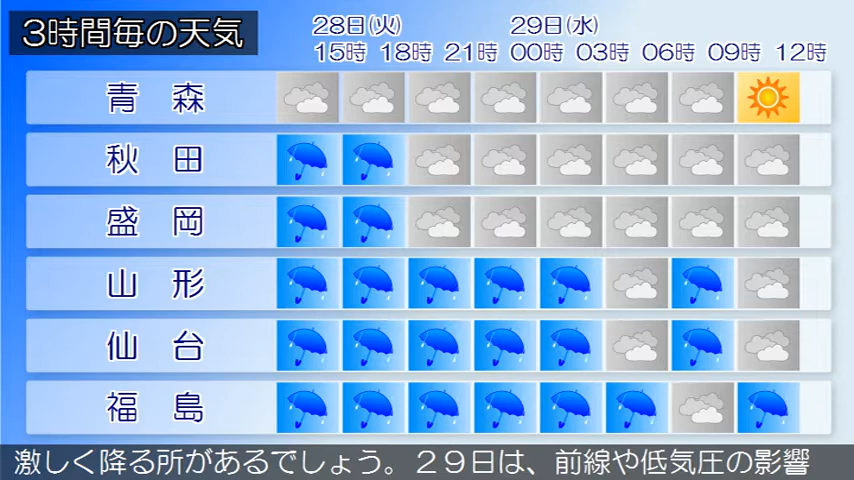 3時間毎の天気
28日(火) 29日(水)
15時 18時 21時 00時 03時 06時 09時 12時
青森
秋田
盛岡
山形
仙台
福島
激しく降る所があるでしょう。２９日は、前線や低気圧の影響